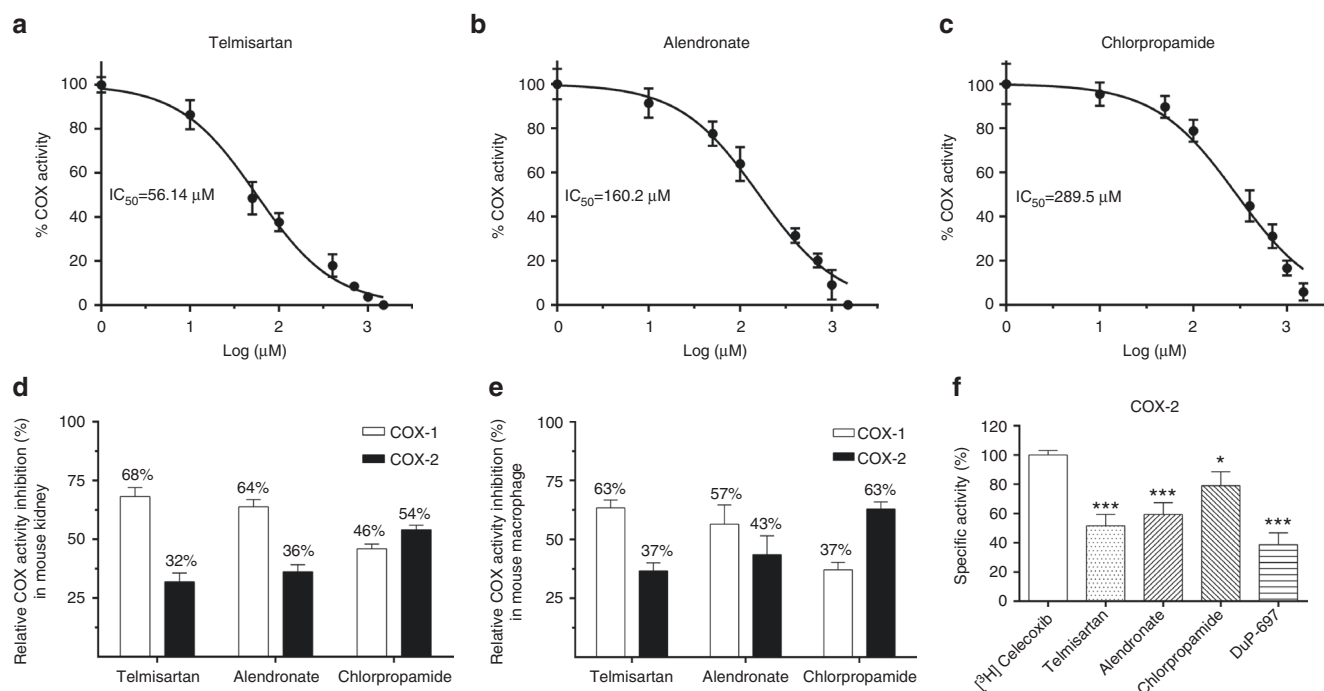 a
Telmisartan
% COX activity
100
80
60
40
20
0
IC50=56.14 μM
0 1 2 3
Log (μM)
b
Alendronate
% COX activity
100
80
60
40
20
0
IC50=160.2 μM
0 1 2 3
Log (μM)
c
Chlorpropamide
% COX activity
100
80
60
40
20
0
IC50=289.5 μM
0 1 2 3
Log (μM)
d
Relative COX activity inhibition (%)
in mouse kidney
100
75
50
25
COX-1
COX-2
68%
32%
64%
36%
46%
54%
Telmisartan Alendronate Chlorpropamide
e
Relative COX activity inhibition (%)
in mouse macrophage
100
75
50
25
COX-1
COX-2
63%
37%
57%
43%
37%
63%
Telmisartan Alendronate Chlorpropamide
f
COX-2
Specific activity (%)
120
100
80
60
40
20
0
***
***
*
***
[3H] Celecoxib
Telmisartan
Alendronate
Chlorpropamide
DuP-697